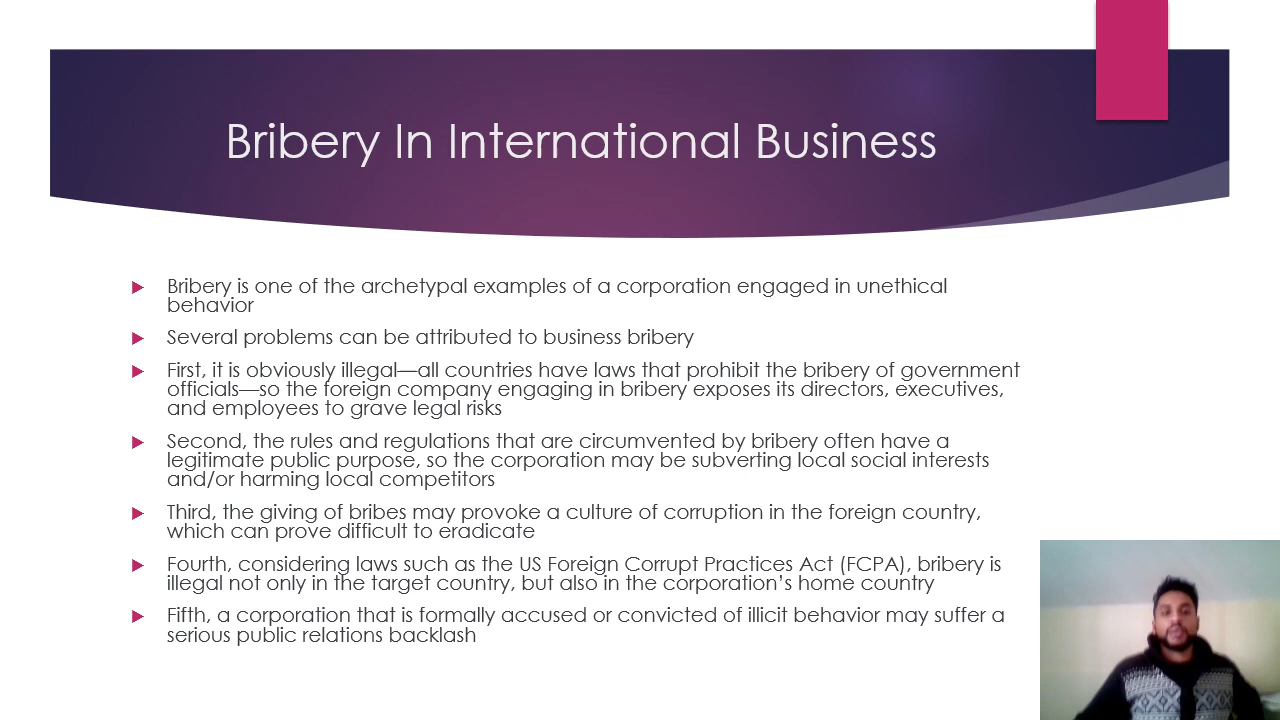 Bribery In International Business
Bribery is one of the archetypal examples of a corporation engaged in unethical
behavior
Several problems can be attributed to business bribery
First, it is obviously illegal—all countries have laws that prohibit the bribery of government
officials—so the foreign company engaging in bribery exposes its directors, executives,
and employees to grave legal risks
Second, the rules and regulations that are circumvented by bribery often have a
legitimate public purpose, so the corporation may be subverting local social interests
and/or harming local competitors
Third, the giving of bribes may provoke a culture of corruption in the foreign country,
which can prove difficult to eradicate
Fourth, considering laws such as the US Foreign Corrupt Practices Act (FCPA), bribery is
illegal not only in the target country, but also in the corporation’s home country
Fifth, a corporation that is formally accused or convicted of illicit behavior may suffer a
serious public relations backlash